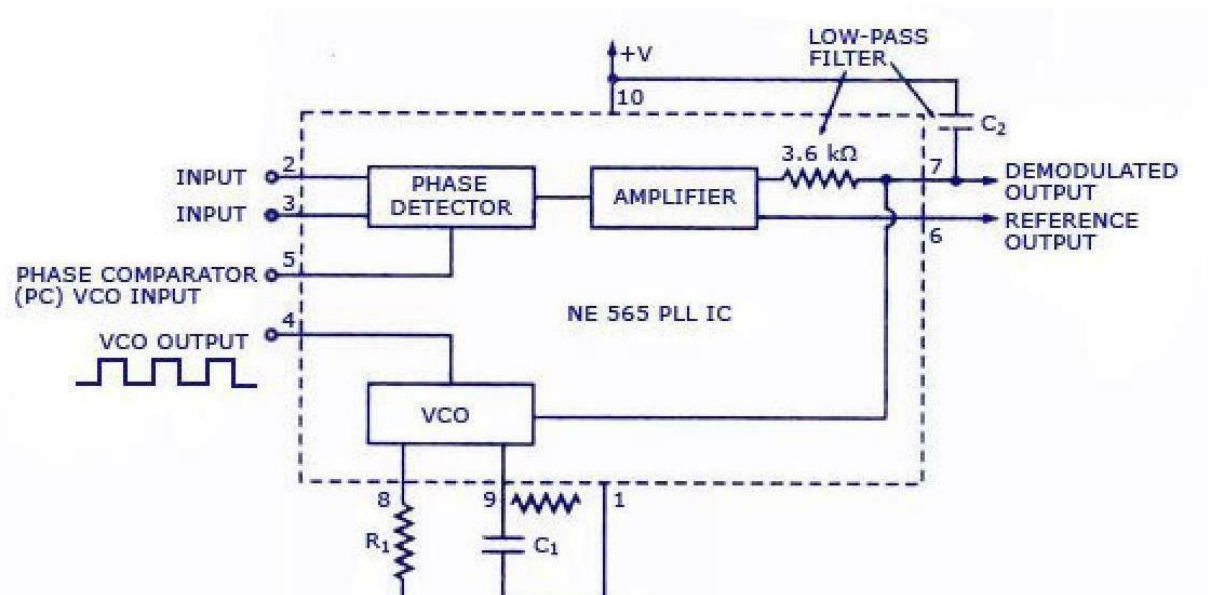 LOW-PASS
FILTER
+V
10
C2
3.6 kΩ
INPUT
2
PHASE
DETECTOR
AMPLIFIER
7
DEMODULATED
OUTPUT
INPUT
3
6
REFERENCE
OUTPUT
5
PHASE COMPARATOR
(PC) VCO INPUT
NE 565 PLL IC
4
VCO OUTPUT
VCO
8
9
1
R1
C1